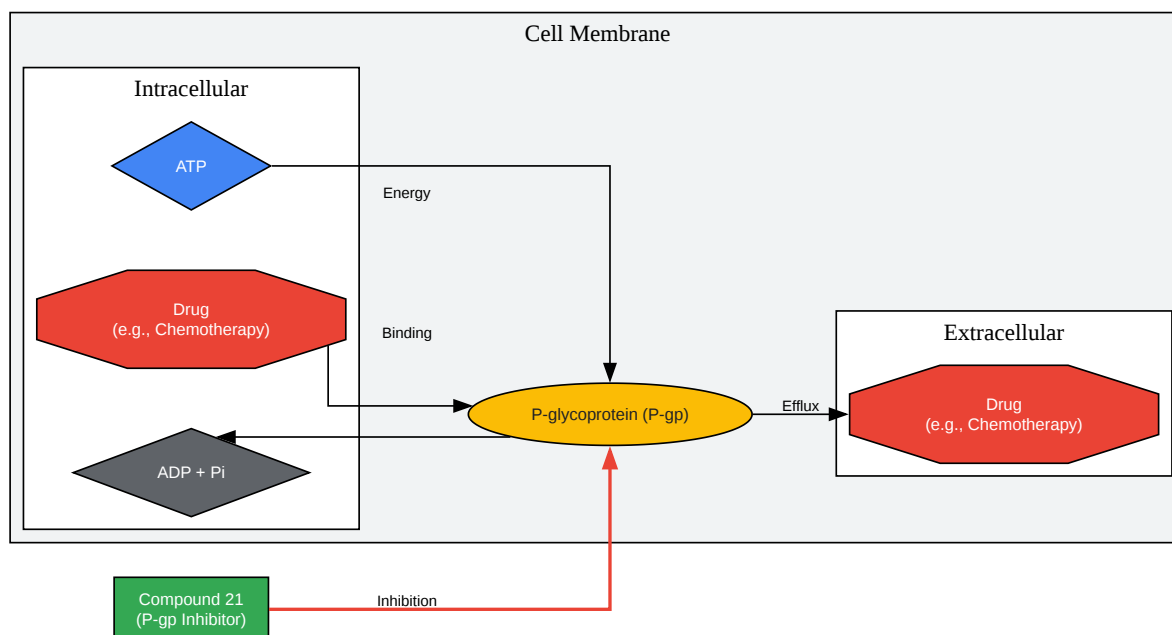 Cell Membrane
Intracellular
ATP
Energy
Drug
(e.g., Chemotherapy)
Binding
Extracellular
Drug
(e.g., Chemotherapy)
P-glycoprotein (P-gp)
Efflux
ADP + Pi
Compound 21
(P-gp Inhibitor)
Inhibition